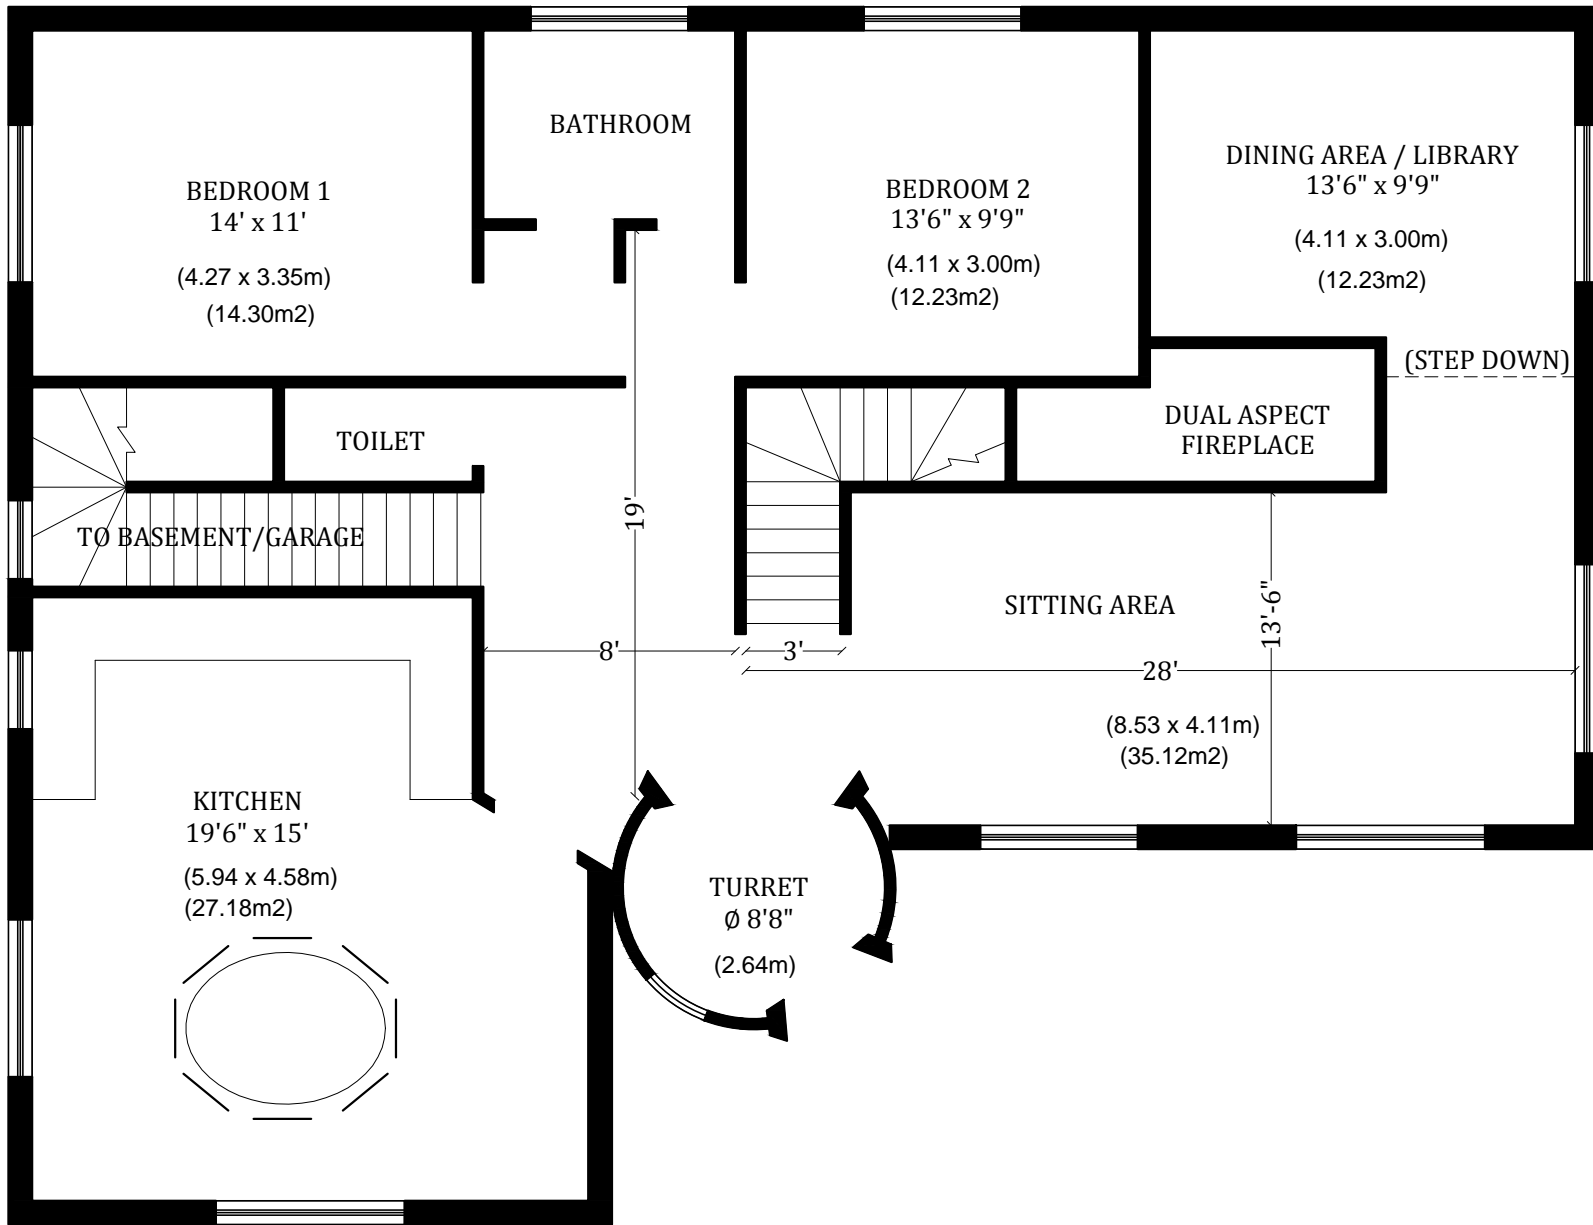 BATHROOM
BEDROOM 1
14' x 11'
(4.27 x 3.35m)
(14.30m2)
BEDROOM 2
13'6" x 9'9"
(4.11 x 3.00m)
(12.23m2)
DINING AREA / LIBRARY
13'6" x 9'9"
(4.11 x 3.00m)
(12.23m2)
(STEP DOWN)
DUAL ASPECT
FIREPLACE
TOILET
TO BASEMENT/GARAGE
19'
SITTING AREA
13'-6"
8'
3'
28'
(8.53 x 4.11m)
(35.12m2)
KITCHEN
19'6" x 15'
(5.94 x 4.58m)
(27.18m2)
TURRET
Ø 8'8"
(2.64m)